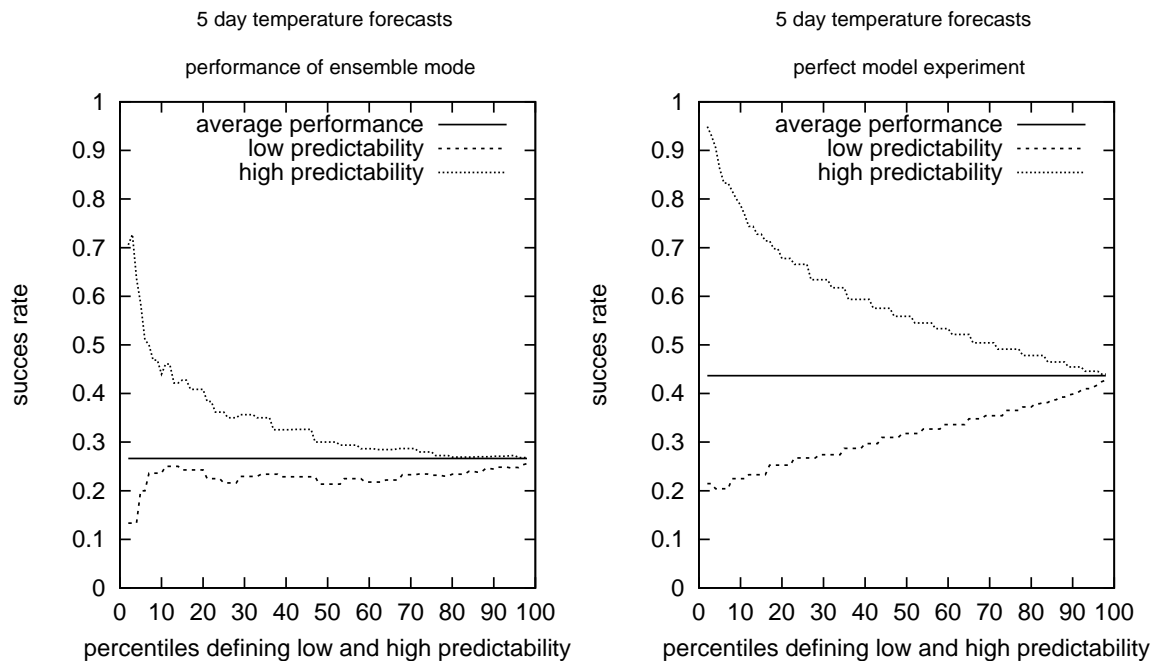 5 day temperature forecasts
performance of ensemble mode
1
0.9
0.8
0.7
0.6
0.5
0.4
0.3
0.2
0.1
0
succes rate
average performance
low predictability
high predictability
0 10 20 30 40 50 60 70 80 90 100
percentiles defining low and high predictability
5 day temperature forecasts
perfect model experiment
1
0.9
0.8
0.7
0.6
0.5
0.4
0.3
0.2
0.1
0
succes rate
average performance
low predictability
high predictability
0 10 20 30 40 50 60 70 80 90 100
percentiles defining low and high predictability